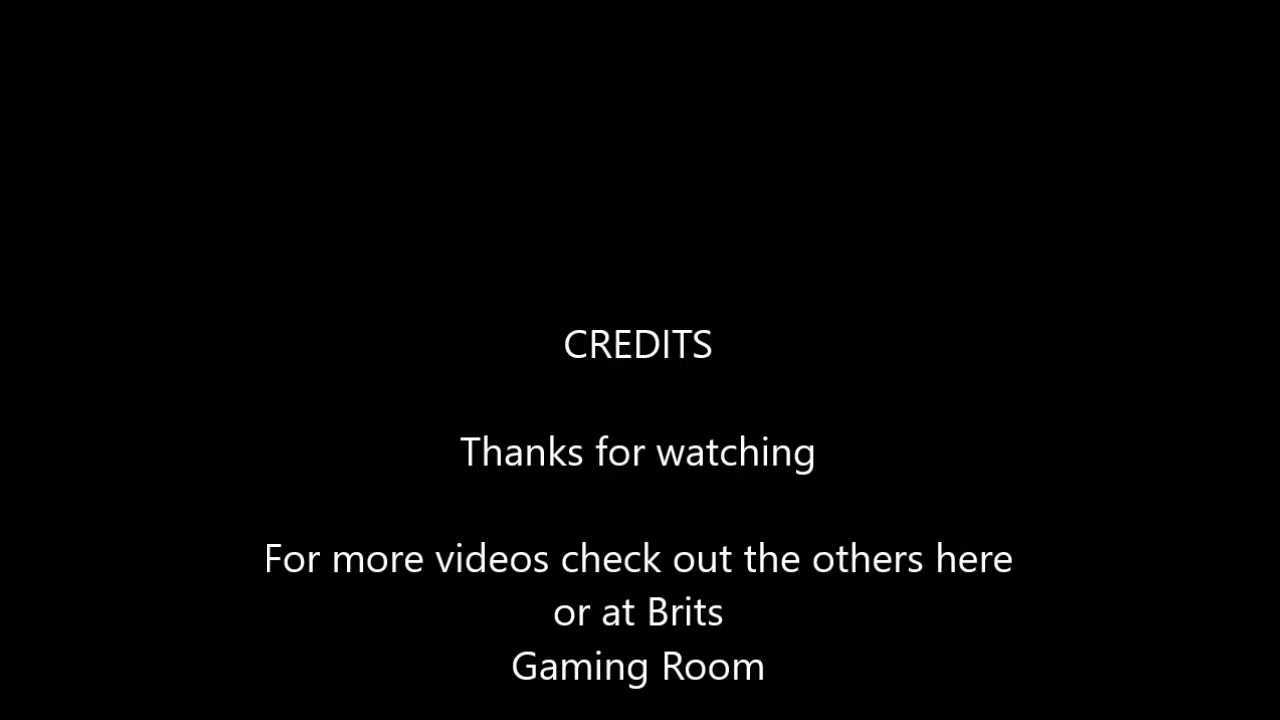 CREDITS
Thanks for watching
For more videos check out the others here
or at Brits
Gaming Room